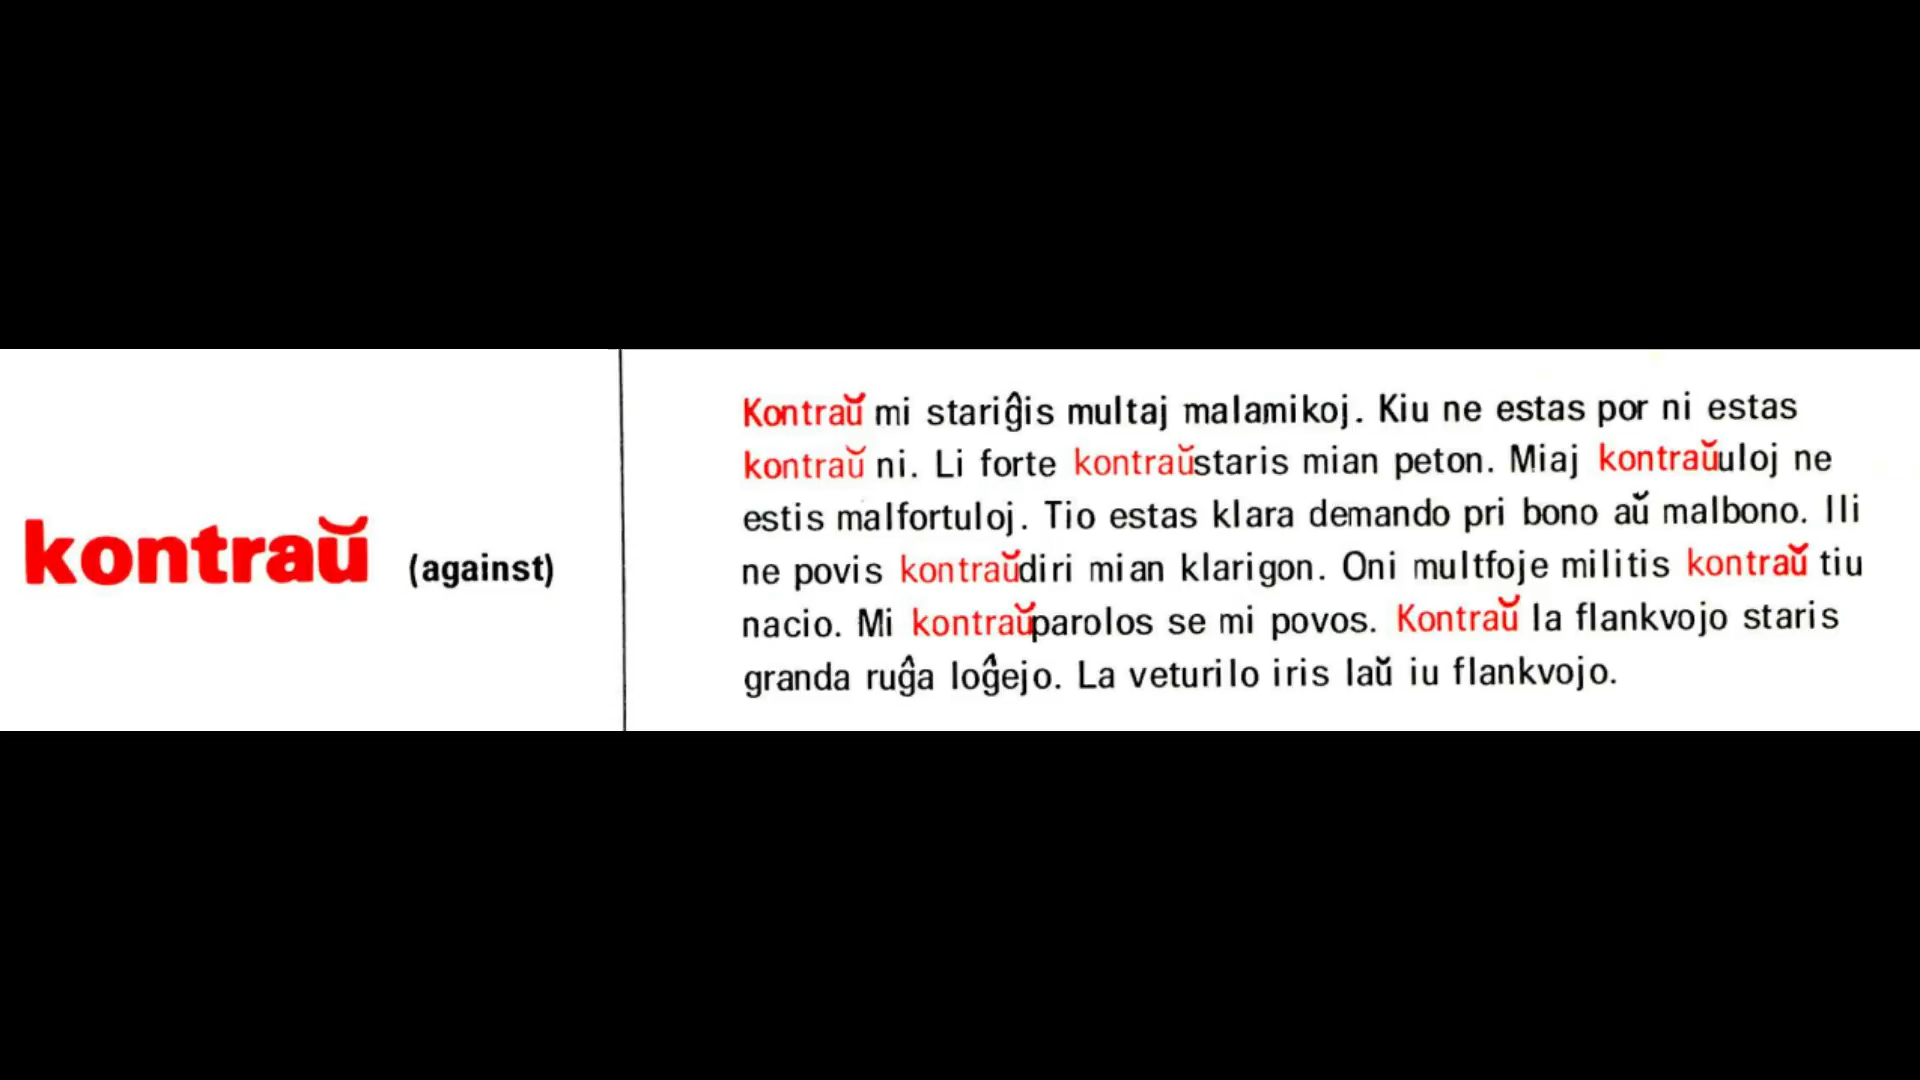 kontraŭ (against)
Kontraŭ mi stariĝis multaj malamikoj. Kiu ne estas por ni estas
kontraŭ ni. Li forte kontraŭstaris mian peton. Miaj kontraŭuloj ne
estis malfortuloj. Tio estas klara demando pri bono aŭ malbono. Ili
ne povis kontraŭdiri mian klarigon. Oni multfoje militis kontraŭ tiu
nacio. Mi kontraŭparolos se mi povos. Kontraŭ la flankvojo staris
granda ruĝa loĝejo. La veturilo iris laŭ iu flankvojo.